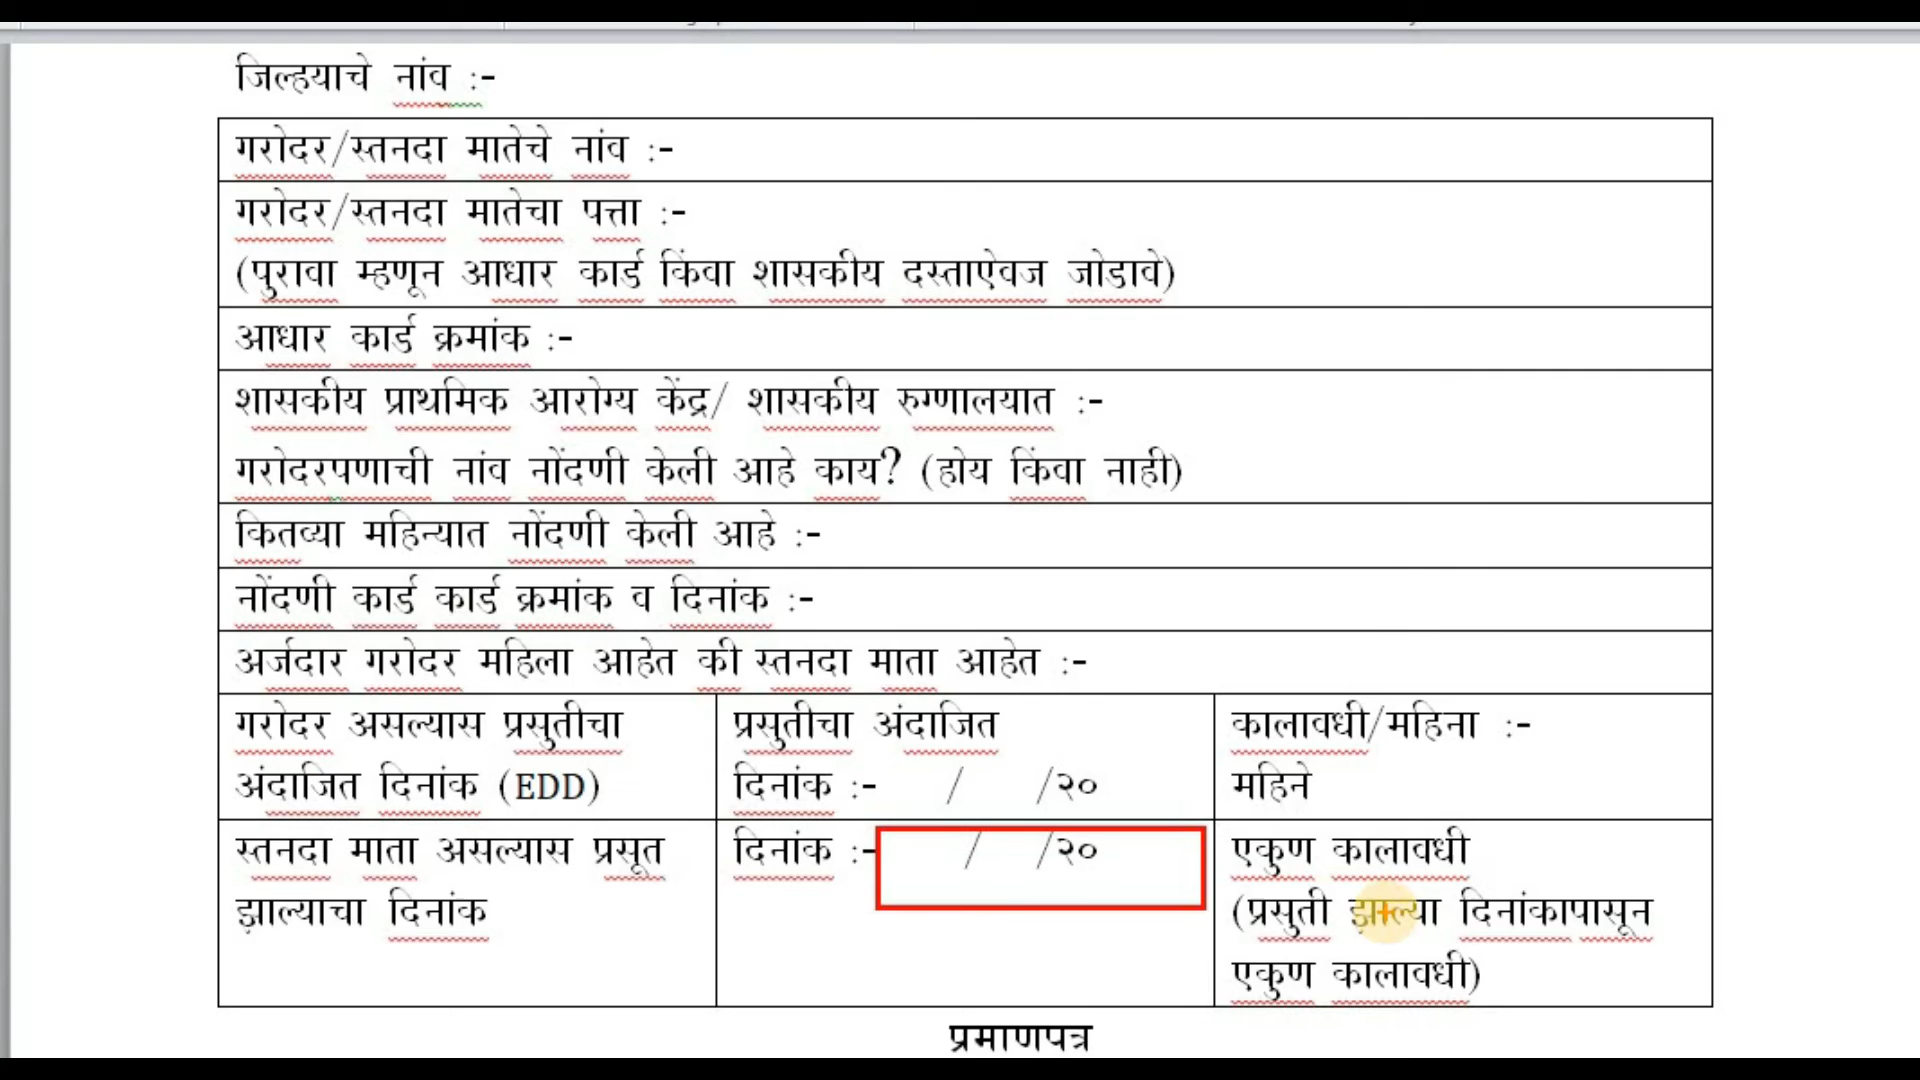 जिल्हयाचे नांव :-
गरोदर/स्तनदा मातेचे नांव :-
गरोदर/स्तनदा मातेचा पत्ता :-
(पुरावा म्हणून आधार कार्ड किंवा शासकीय दस्ताऐवज जोडावे)
आधार कार्ड क्रमांक :-
शासकीय प्राथमिक आरोग्य केंद्र/ शासकीय रुग्णालयात :-
गरोदरपणाची नांव नोंदणी केली आहे काय? (होय किंवा नाही)
कितव्या महिन्यात नोंदणी केली आहे :-
नोंदणी कार्ड कार्ड क्रमांक व दिनांक :-
अर्जदार गरोदर महिला आहेत की स्तनदा माता आहेत :-
गरोदर असल्यास प्रसुतीचा
अंदाजित दिनांक (EDD)
प्रसुतीचा अंदाजित
दिनांक :- / /२०
कालावधी/महिना :-
महिने
स्तनदा माता असल्यास प्रसूत
झाल्याचा दिनांक
दिनांक :- / /२०
एकुण कालावधी
(प्रसुती झाल्या दिनांकापासून
एकुण कालावधी)
प्रमाणपत्र